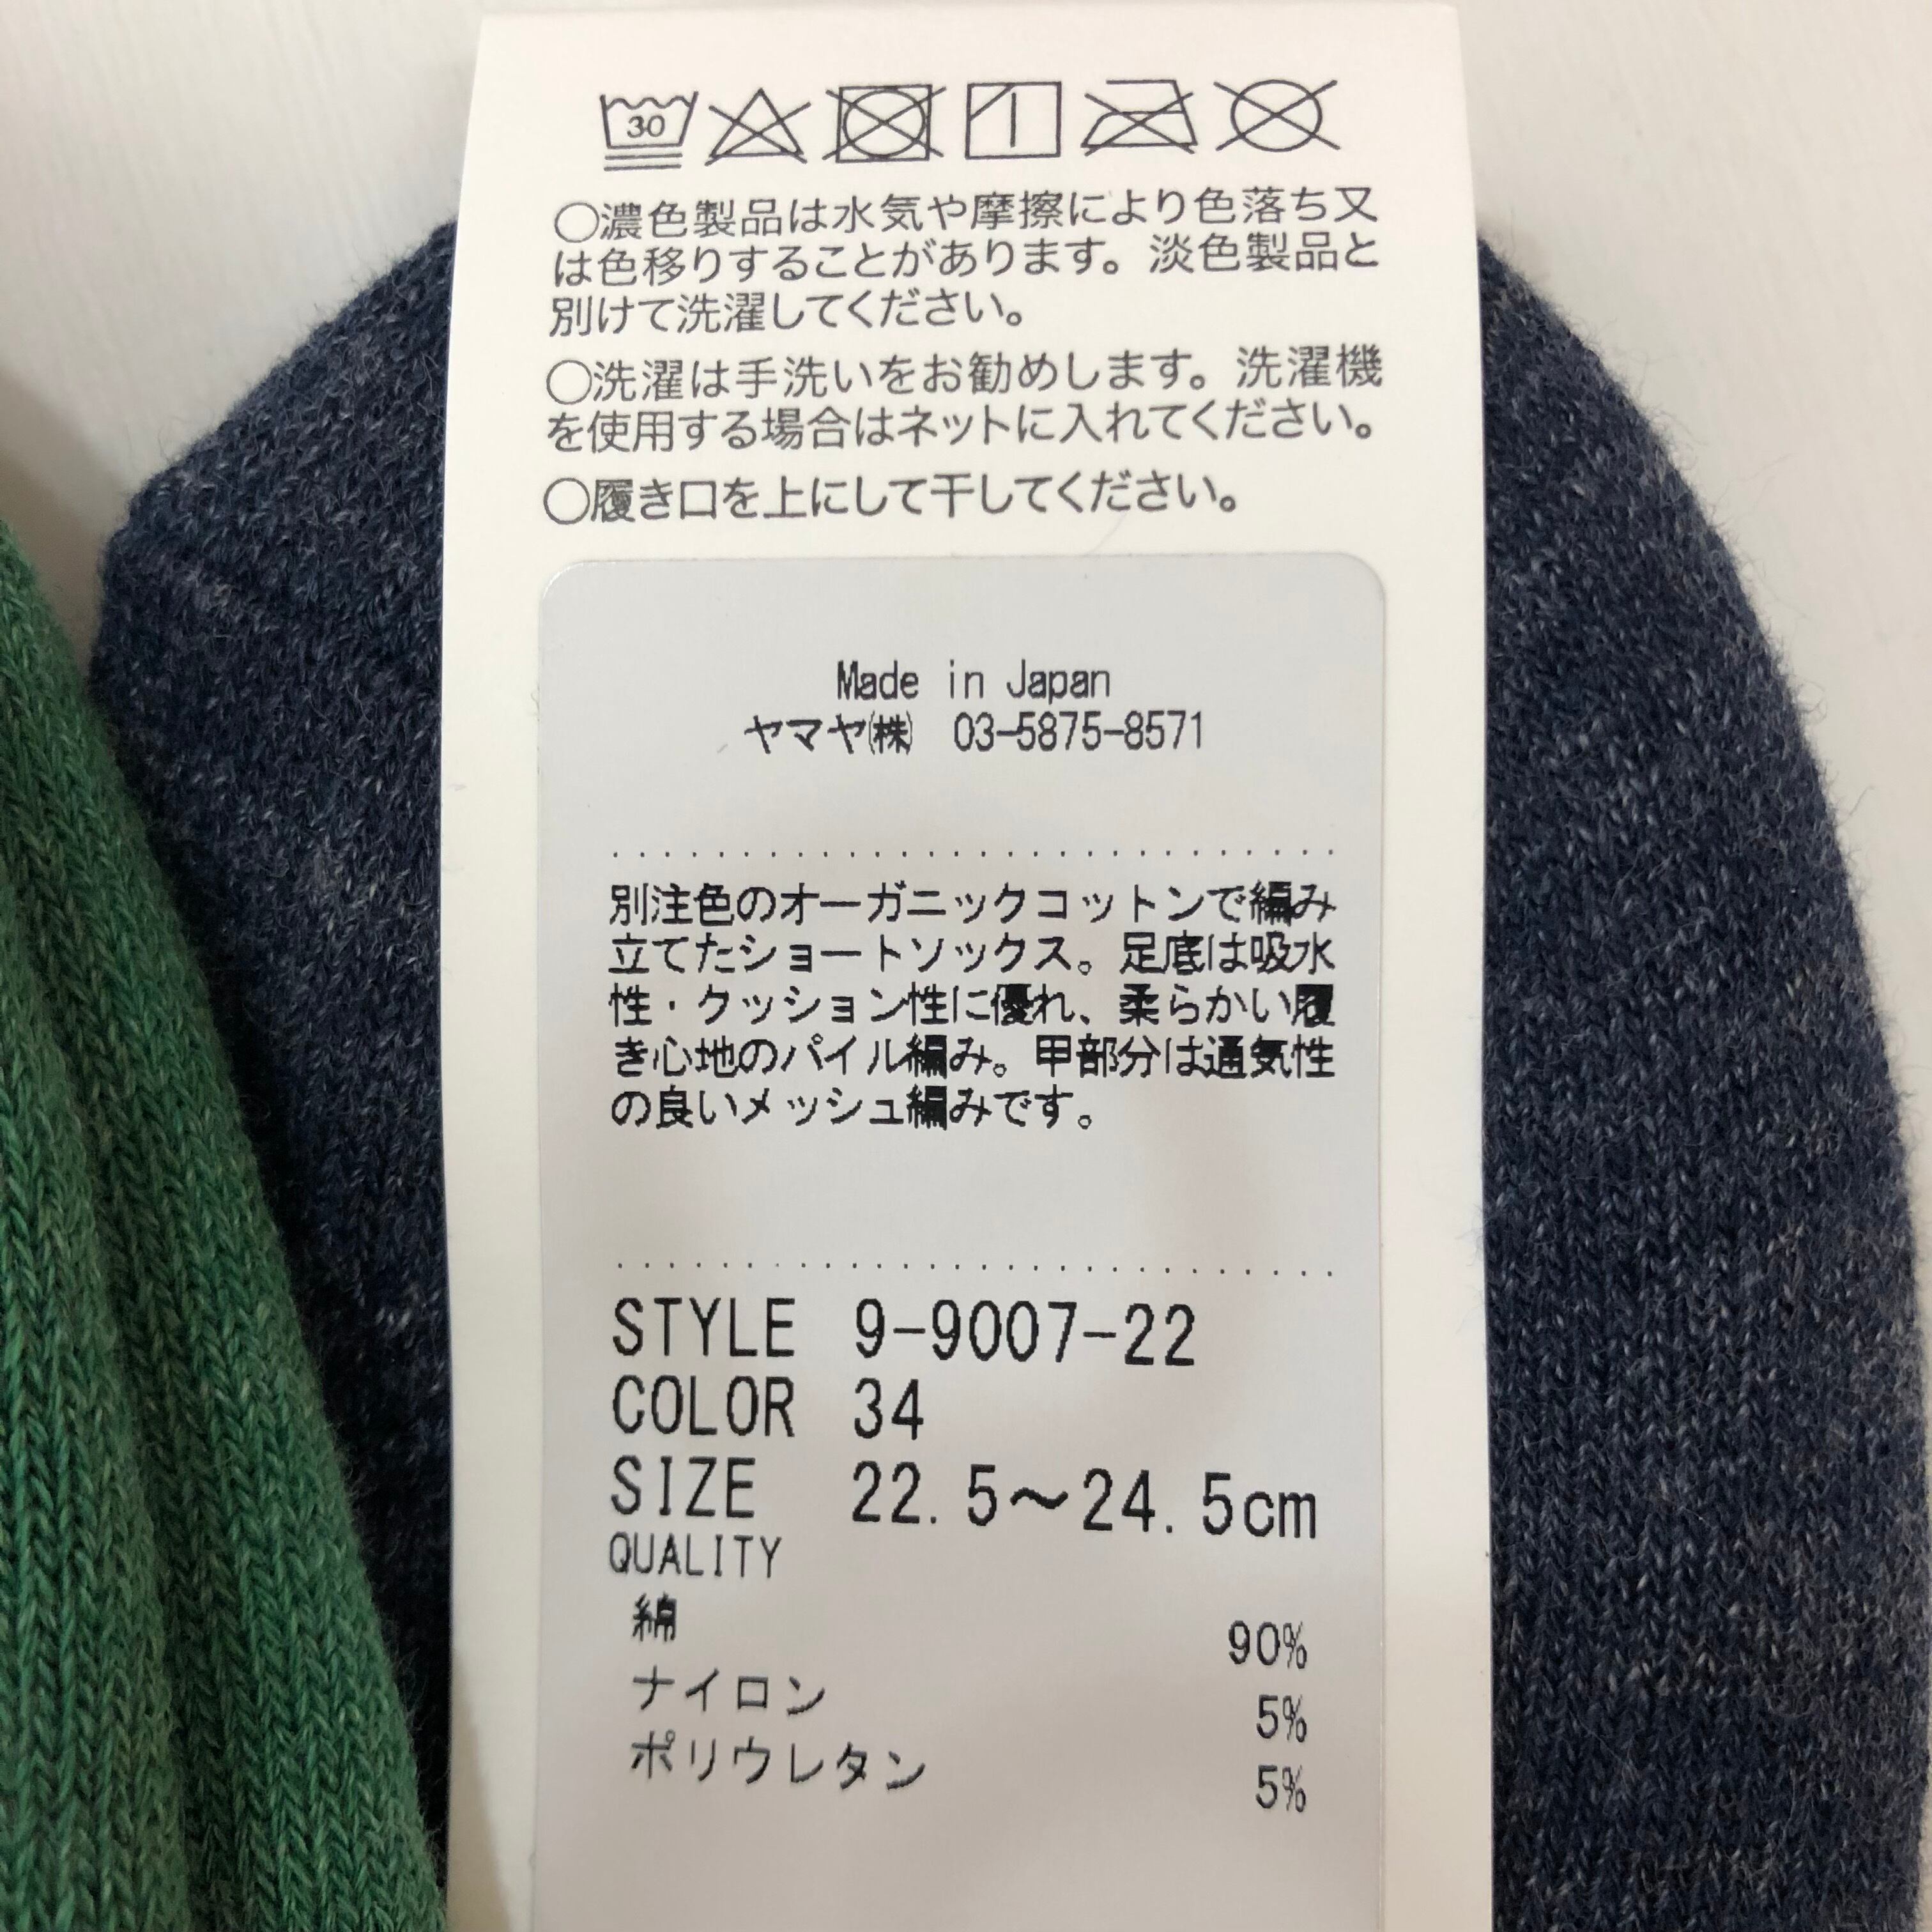 30
○濃色製品は水気や摩擦により色落ち又
は色移りすることがあります。淡色製品と
別けて洗濯してください。
○洗濯は手洗いをお勧めします。洗濯機
を使用する場合はネットに入れてください。
○履き口を上にして干してください。
Made in Japan
ヤマヤ㈱ 03-5875-8571
別注色のオーガニックコットンで編み
立てたショートソックス。足底は吸水
性・クッション性に優れ、柔らかい履
き心地のパイル編み。甲部分は通気性
の良いメッシュ編みです。
STYLE 9-9007-22
COLOR 34
SIZE 22.5～24.5cm
QUALITY
綿 90%
ナイロン 5%
ポリウレタン 5%